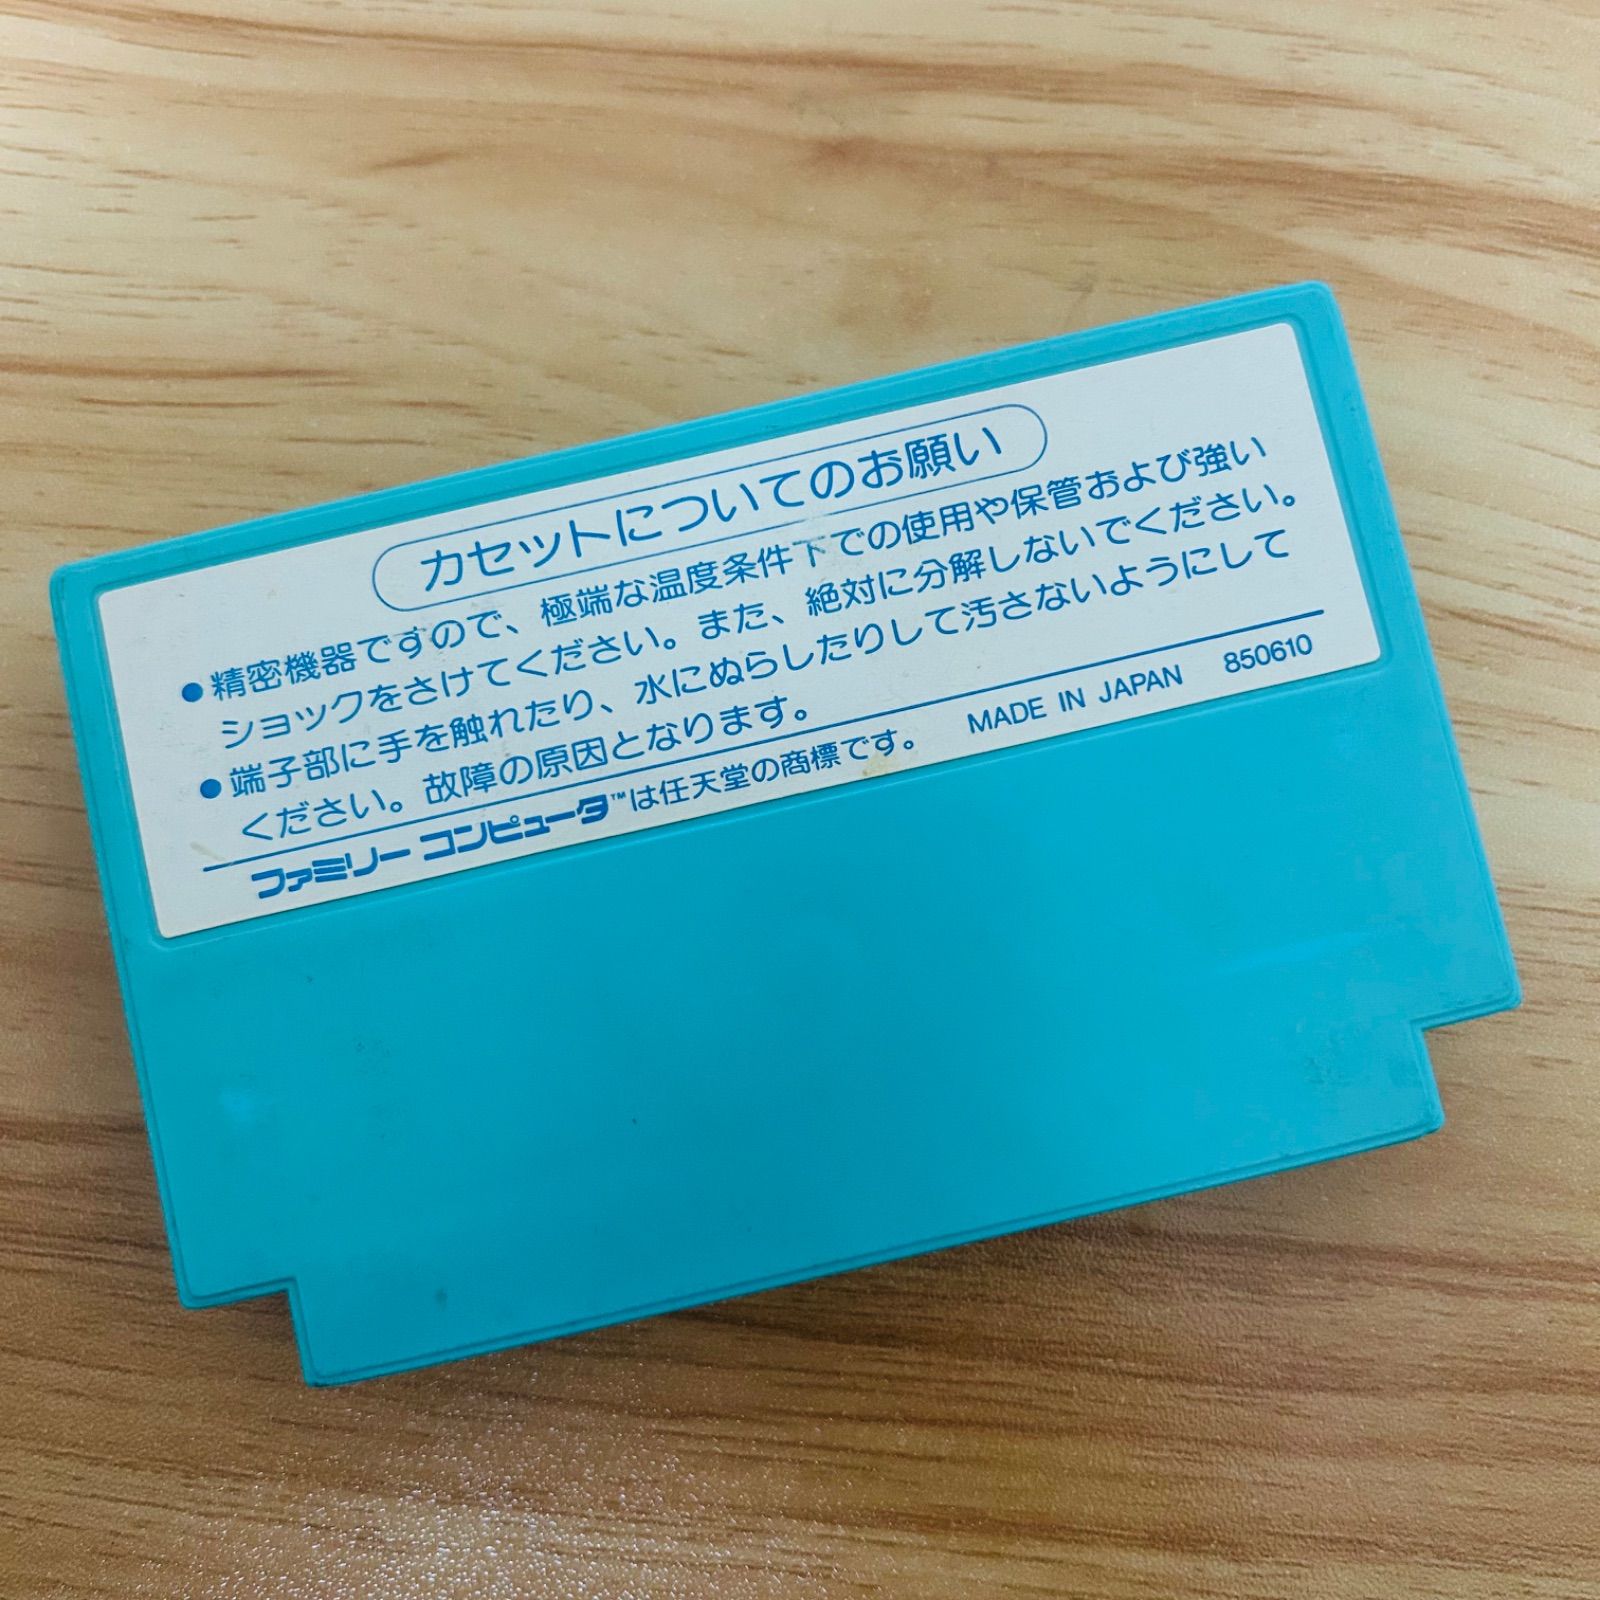 カセットについてのお願い
●精密機器ですので、極端な温度条件下での使用や保管および強い
ショックをさけてください。また、絶対に分解しないでください。
●端子部に手を触れたり、水にぬらしたりして汚さないようにして
ください。故障の原因となります。
ファミリーコンピュータ™は任天堂の商標です。 MADE IN JAPAN 850610